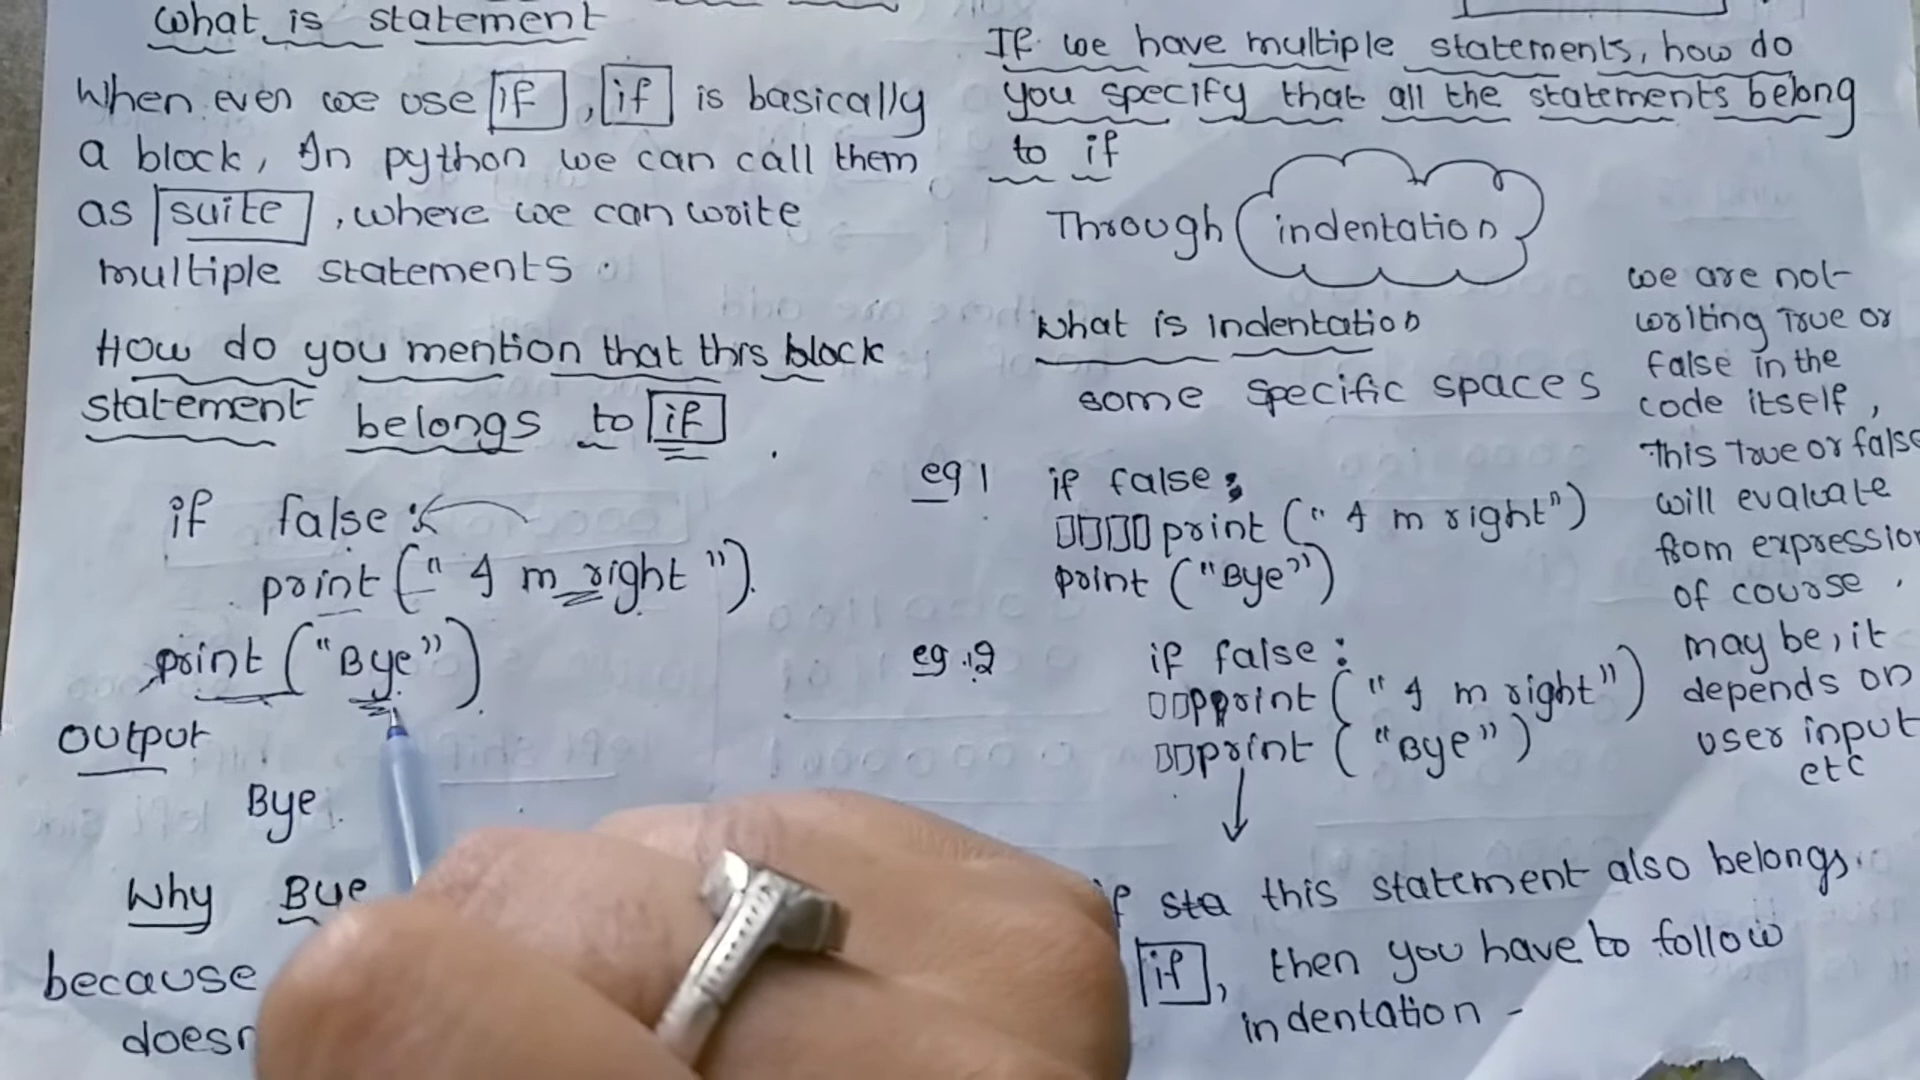 what is statement
When even we use if, if is basically
a block, In python we can call them
as suite, where we can write
multiple statements
How do you mention that this block
statement belongs to if.
if false:
print (" I m right ").
print ("Bye").
output
Bye.
Why Bye
because
If we have multiple statements, how do
you specify that all the statements belong
to if
Through indentation
what is indentation
some specific spaces
eg 1 if false:
print (" I m right")
print ("Bye")
eg .2 if false:
print (" I m right")
print ("Bye")
this statement also belongs.
if, then you have to follow
indentation -
we are not
writing True or
false in the
code itself,
This True or false
will evaluate
from expression
of course,
may be, it
depends on
user input
etc